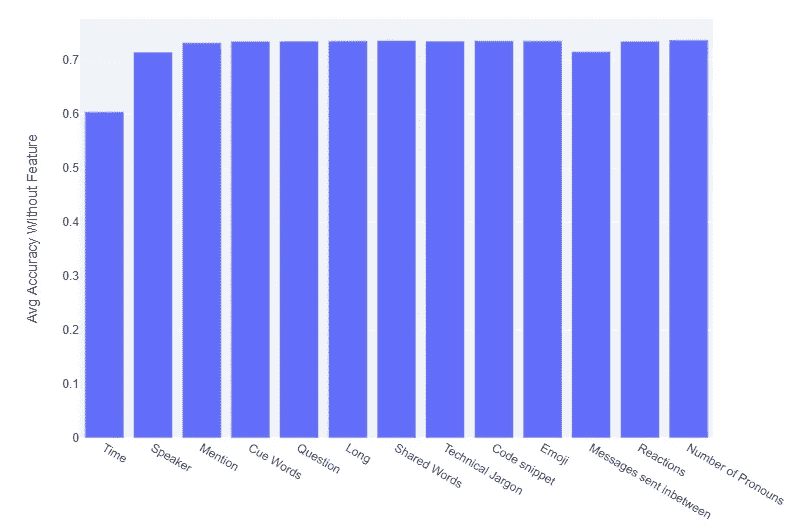 Avg Accuracy Without Feature
0.7
0.6
0.5
0.4
0.3
0.2
0.1
0
Time
Speaker
Mention
Cue Words
Question
Long
Shared Words
Technical Jargon
Code snippet
Emoji
Messages sent inbetween
Reactions
Number of Pronouns